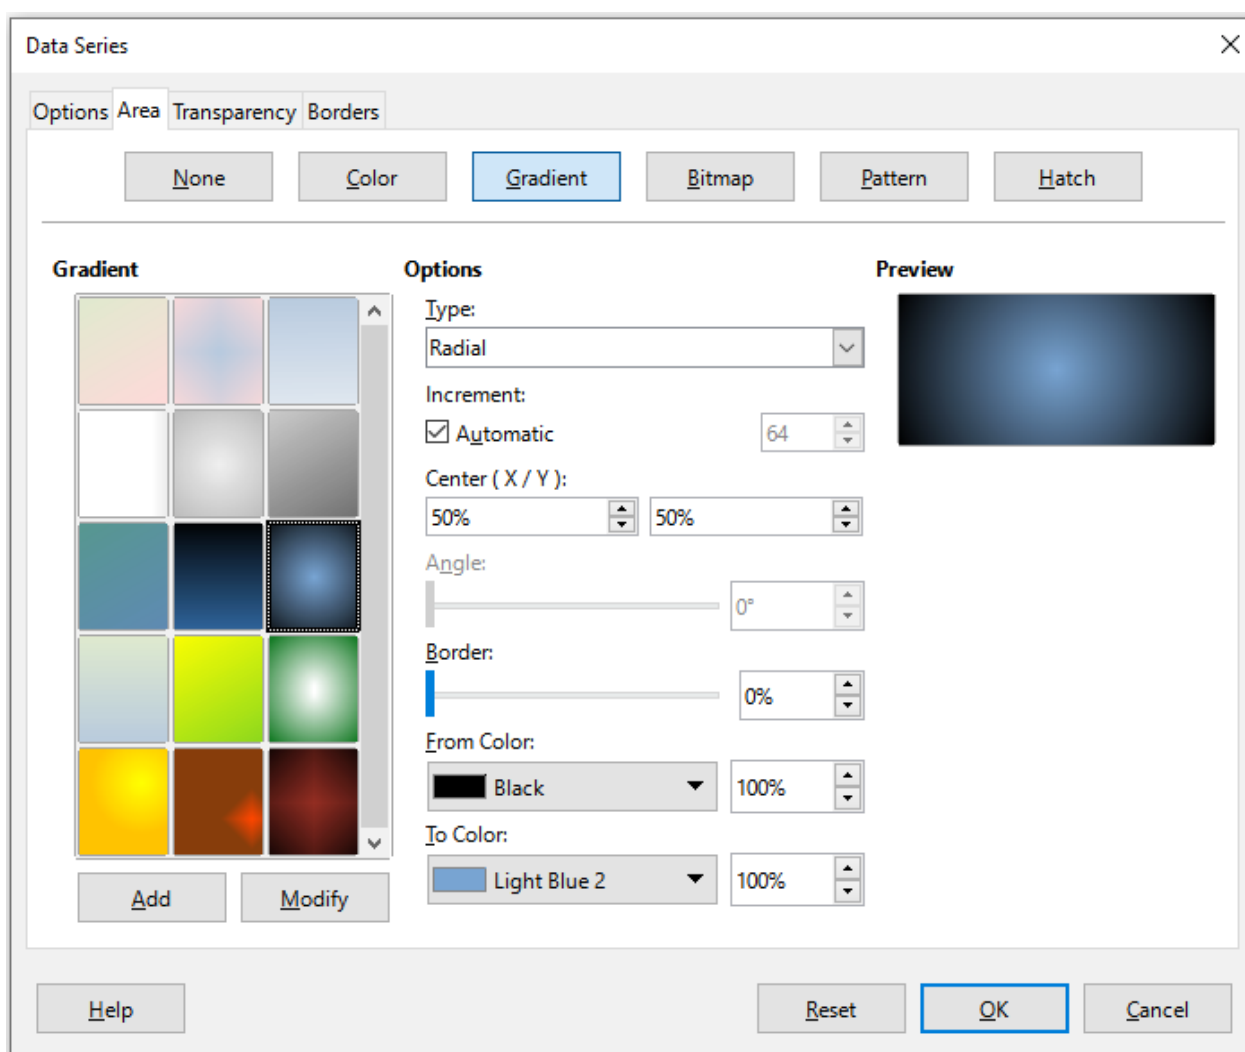 Data Series
Options Area Transparency Borders
None Color Gradient Bitmap Pattern Hatch
Gradient
Options
Type:
Radial
Increment:
Automatic 64
Center ( X / Y ):
50% 50%
Angle:
0°
Border:
0%
From Color:
Black 100%
To Color:
Light Blue 2 100%
Preview
Add Modify
Help Reset OK Cancel